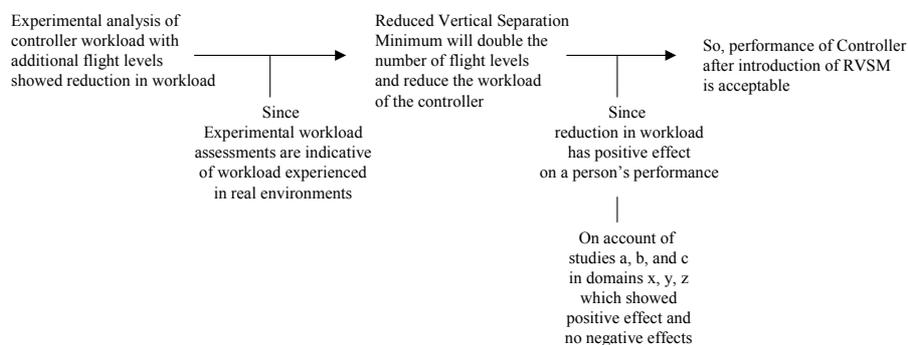 Experimental analysis of
controller workload with
additional flight levels
showed reduction in workload
Since
Experimental workload
assessments are indicative
of workload experienced
in real environments
Reduced Vertical Separation
Minimum will double the
number of flight levels
and reduce the workload
of the controller
Since
reduction in workload
has positive effect
on a person's performance
On account of
studies a, b, and c
in domains x, y, z
which showed
positive effect and
no negative effects
So, performance of Controller
after introduction of RVSM
is acceptable